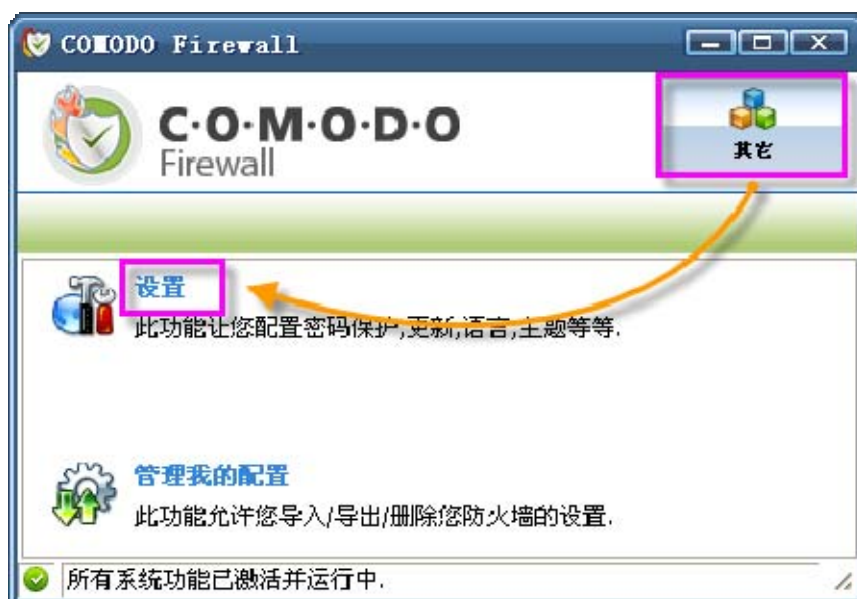 COMODO Firewall
C·O·M·O·D·O
Firewall
其它
设置
此功能让您配置密码保护,更新,语言,主题等等.
管理我的配置
此功能允许您导入/导出/删除您防火墙的设置.
所有系统功能已激活并运行中.